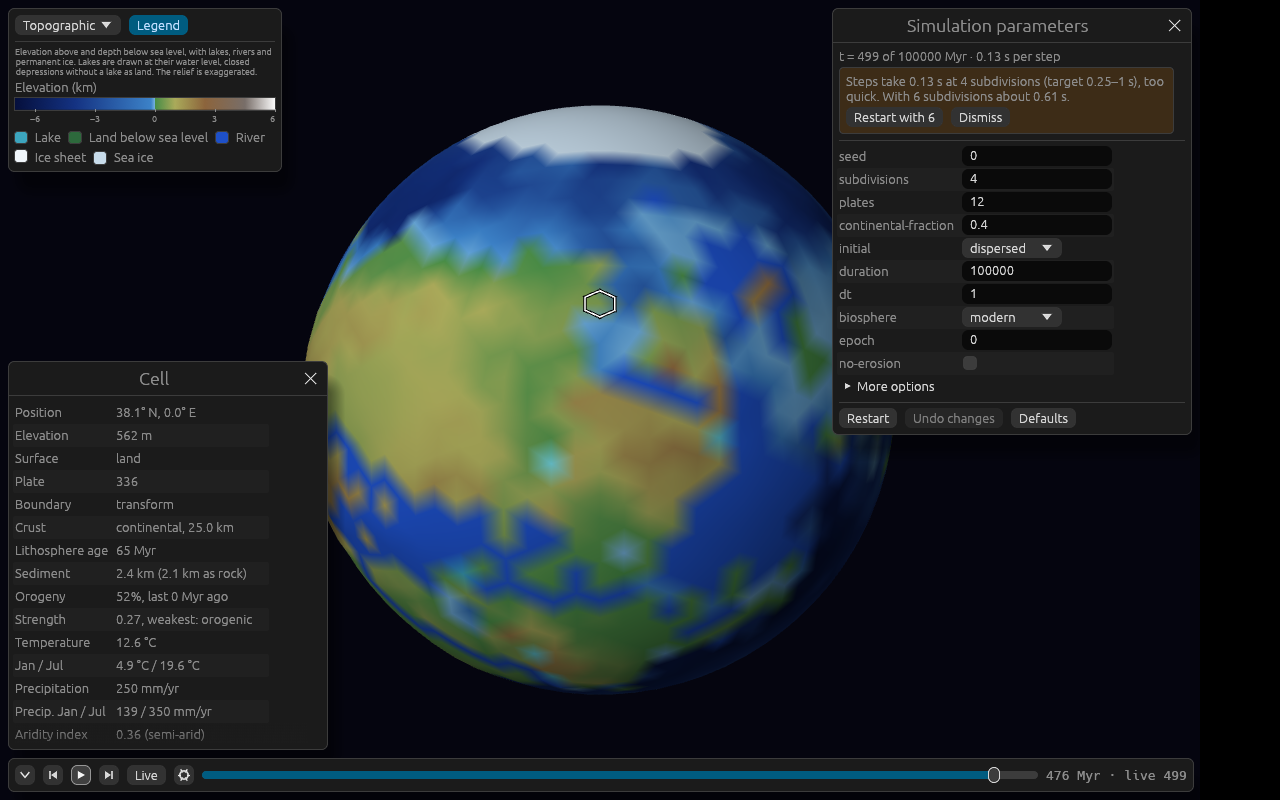 Topographic Legend
Elevation above and depth below sea level, with lakes, rivers and
permanent ice. Lakes are drawn at their water level, closed
depressions without a lake as land. The relief is exaggerated.
Elevation (km)
−6 −3 0 3 6
Lake Land below sea level River
Ice sheet Sea ice
Simulation parameters
t = 499 of 100000 Myr · 0.13 s per step
Steps take 0.13 s at 4 subdivisions (target 0.25–1 s), too
quick. With 6 subdivisions about 0.61 s.
Restart with 6 Dismiss
seed 0
subdivisions 4
plates 12
continental-fraction 0.4
initial dispersed
duration 100000
dt 1
biosphere modern
epoch 0
no-erosion
More options
Restart Undo changes Defaults
Cell
Position 38.1° N, 0.0° E
Elevation 562 m
Surface land
Plate 336
Boundary transform
Crust continental, 25.0 km
Lithosphere age 65 Myr
Sediment 2.4 km (2.1 km as rock)
Orogeny 52%, last 0 Myr ago
Strength 0.27, weakest: orogenic
Temperature 12.6 °C
Jan / Jul 4.9 °C / 19.6 °C
Precipitation 250 mm/yr
Precip. Jan / Jul 139 / 350 mm/yr
Aridity index 0.36 (semi-arid)
Live 476 Myr · live 499